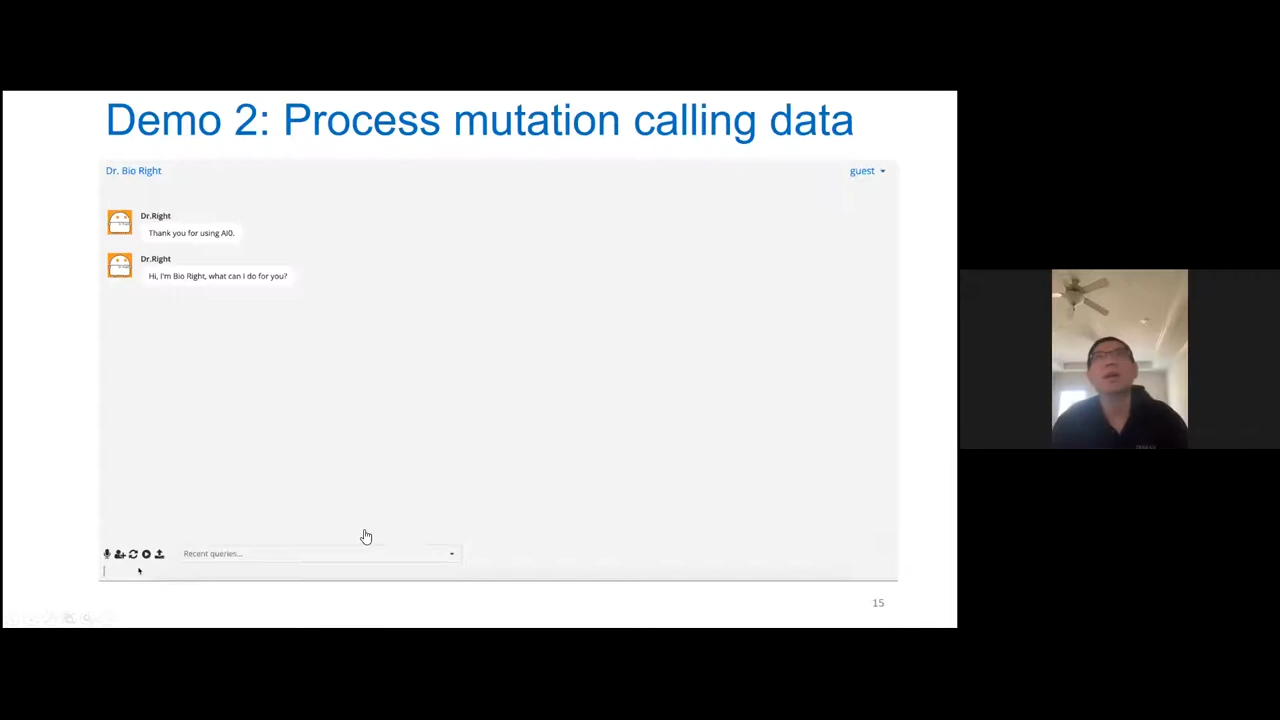 Demo 2: Process mutation calling data
Dr. Bio Right
guest
Dr.Right
Thank you for using AI0.
Dr.Right
Hi, I'm Bio Right, what can I do for you?
Recent queries...
15